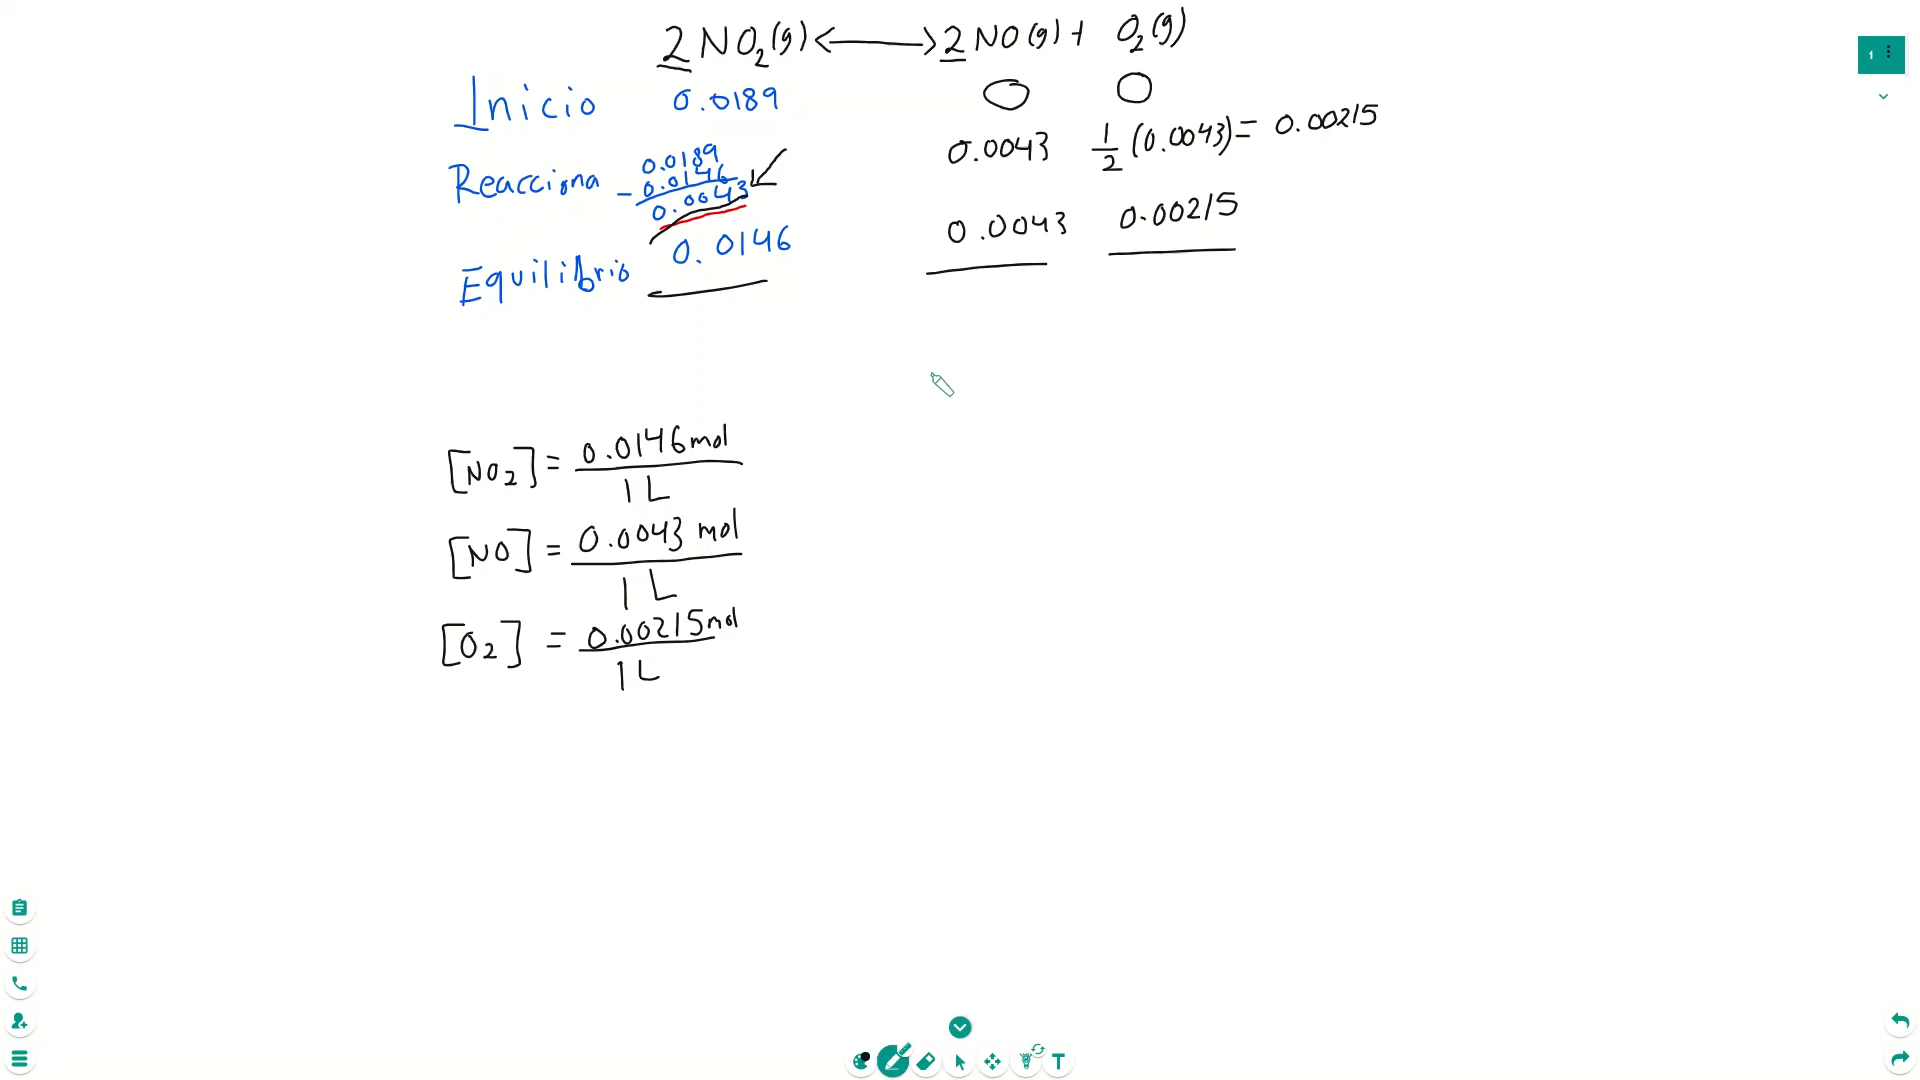 2NO₂(g) <——> 2NO(g) + O₂(g)
Inicio 0.0189 0 0
Reacciona 0.0189 - 0.0146 0.0043 0.0043 1/2 (0.0043) = 0.00215
Equilibrio 0.0146 0.0043 0.00215
[NO₂] = 0.0146 mol / 1 L
[NO] = 0.0043 mol / 1 L
[O₂] = 0.00215 mol / 1 L
1
T